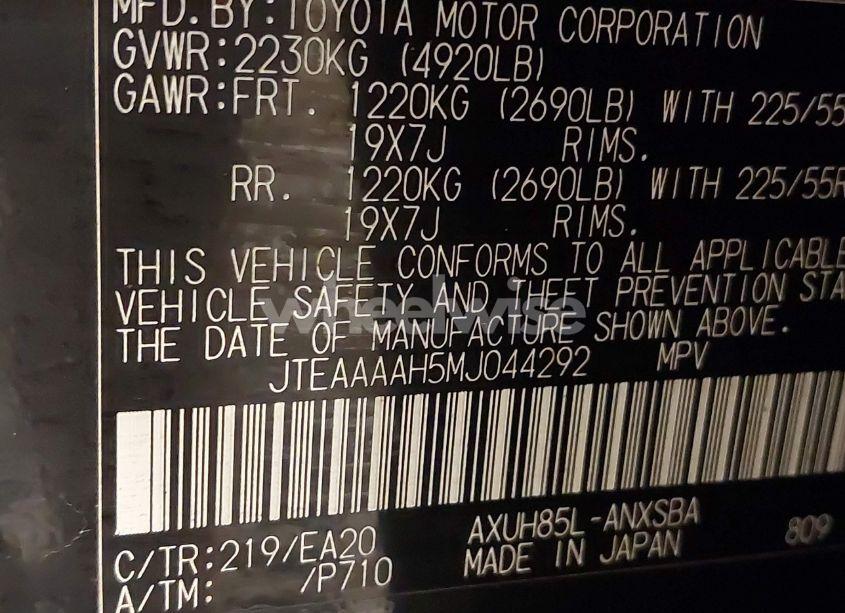 MFD. BY: TOYOTA MOTOR CORPORATION
GVWR: 2230KG (4920LB)
GAWR: FRT. 1220KG (2690LB) WITH 225/55
19X7J RIMS.
RR. 1220KG (2690LB) WITH 225/55R
19X7J RIMS.
THIS VEHICLE CONFORMS TO ALL APPLICABLE
VEHICLE SAFETY AND THEFT PREVENTION STA
THE DATE OF MANUFACTURE SHOWN ABOVE.
wheelwise
JTEAAAAH5MJ044292 MPV
AXUH85L-ANXSBA 809
C/TR: 219/EA20 MADE IN JAPAN
A/TM: /P710